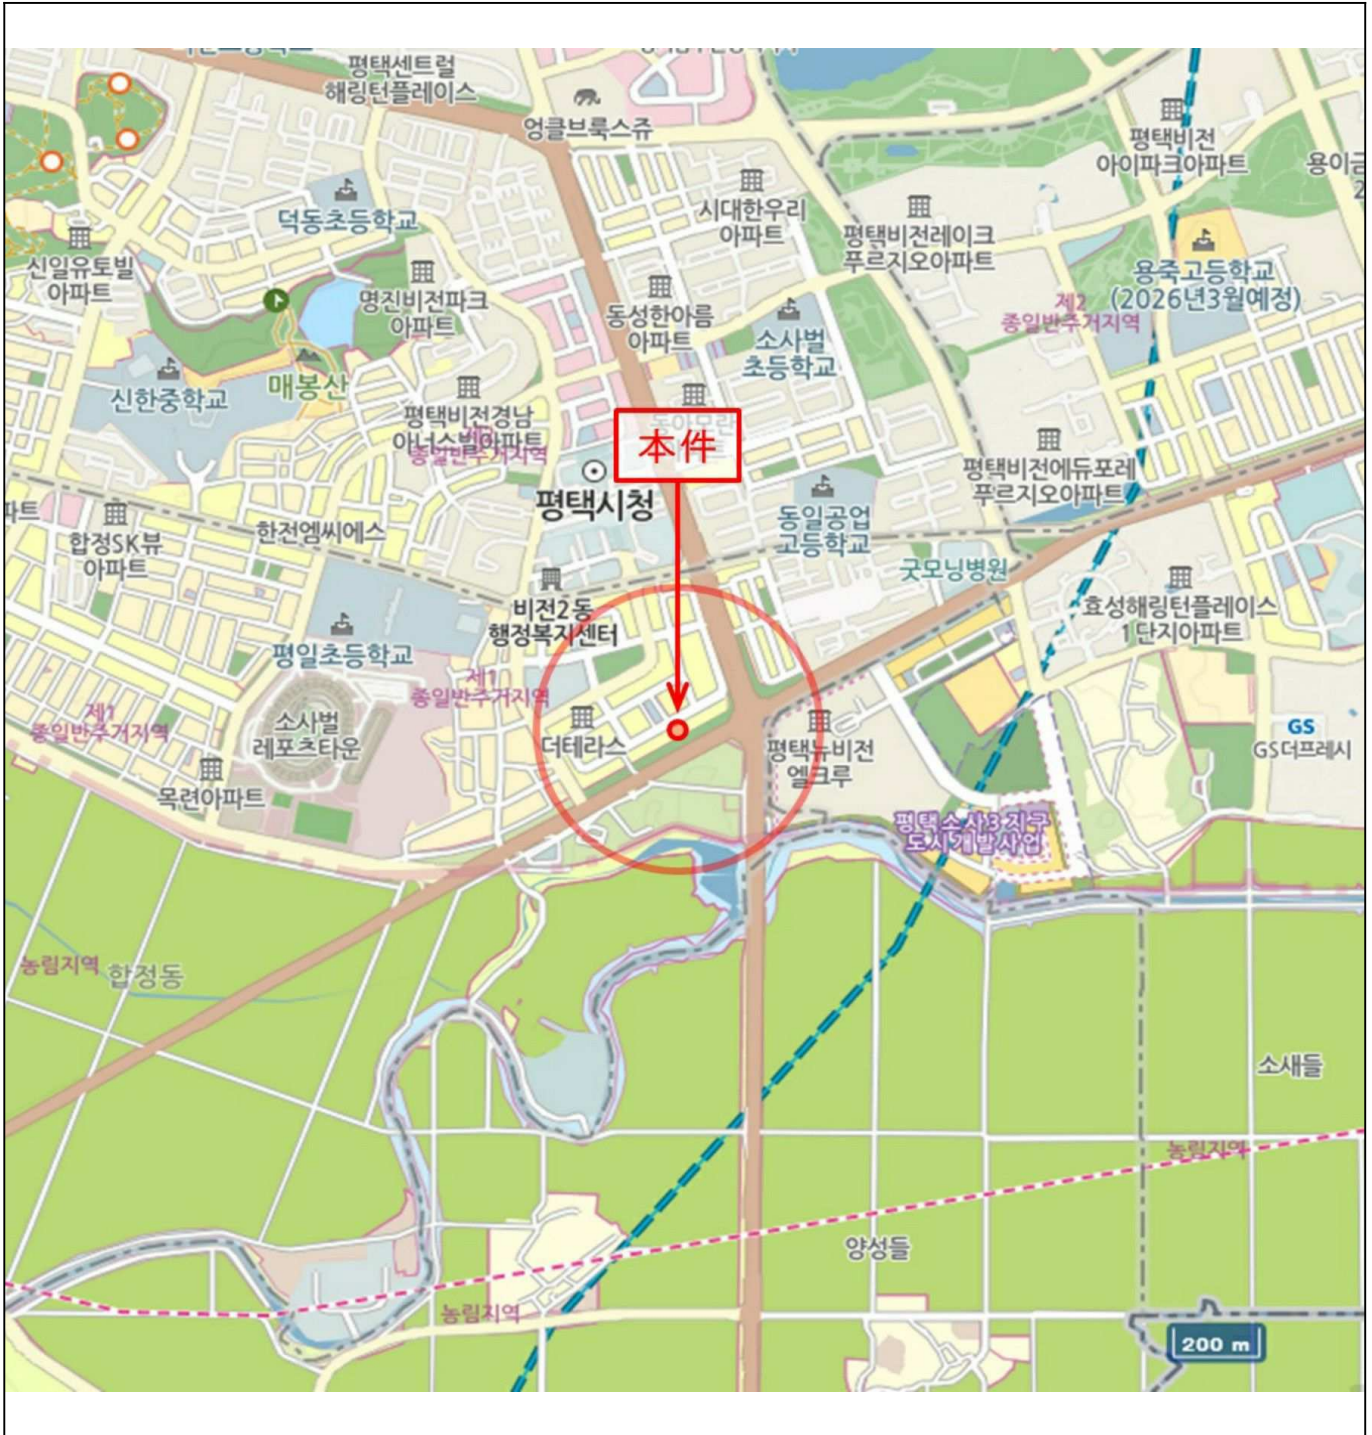 평택센트럴
해링턴플레이스
엉클브룩스쥬
평택비전
아이파크아파트
용이금
덕동초등학교
시대한우리
아파트
평택비전레이크
푸르지오아파트
신일유토빌
아파트
명진비전파크
아파트
용죽고등학교
(2026년3월예정)
제2
종일반주거지역
동성한아름
아파트
소사벌
초등학교
신한중학교
매봉산
평택비전경남
아너스빌아파트
종일반주거지역
本件
평택시청
평택비전에듀포레
푸르지오아파트
파트
합정SK뷰
아파트
한전엠씨에스
동일공업
고등학교
굿모닝병원
비전2동
행정복지센터
효성해링턴플레이스
1단지아파트
평일초등학교
제1
종일반주거지역
제1
종일반주거지역
소사벌
레포츠타운
더테라스
평택뉴비전
엘크루
GS
GS더프레시
목련아파트
평택소사3지구
도시개발사업
농림지역
합정동
소새들
농림지역
양성들
농림지역
200 m